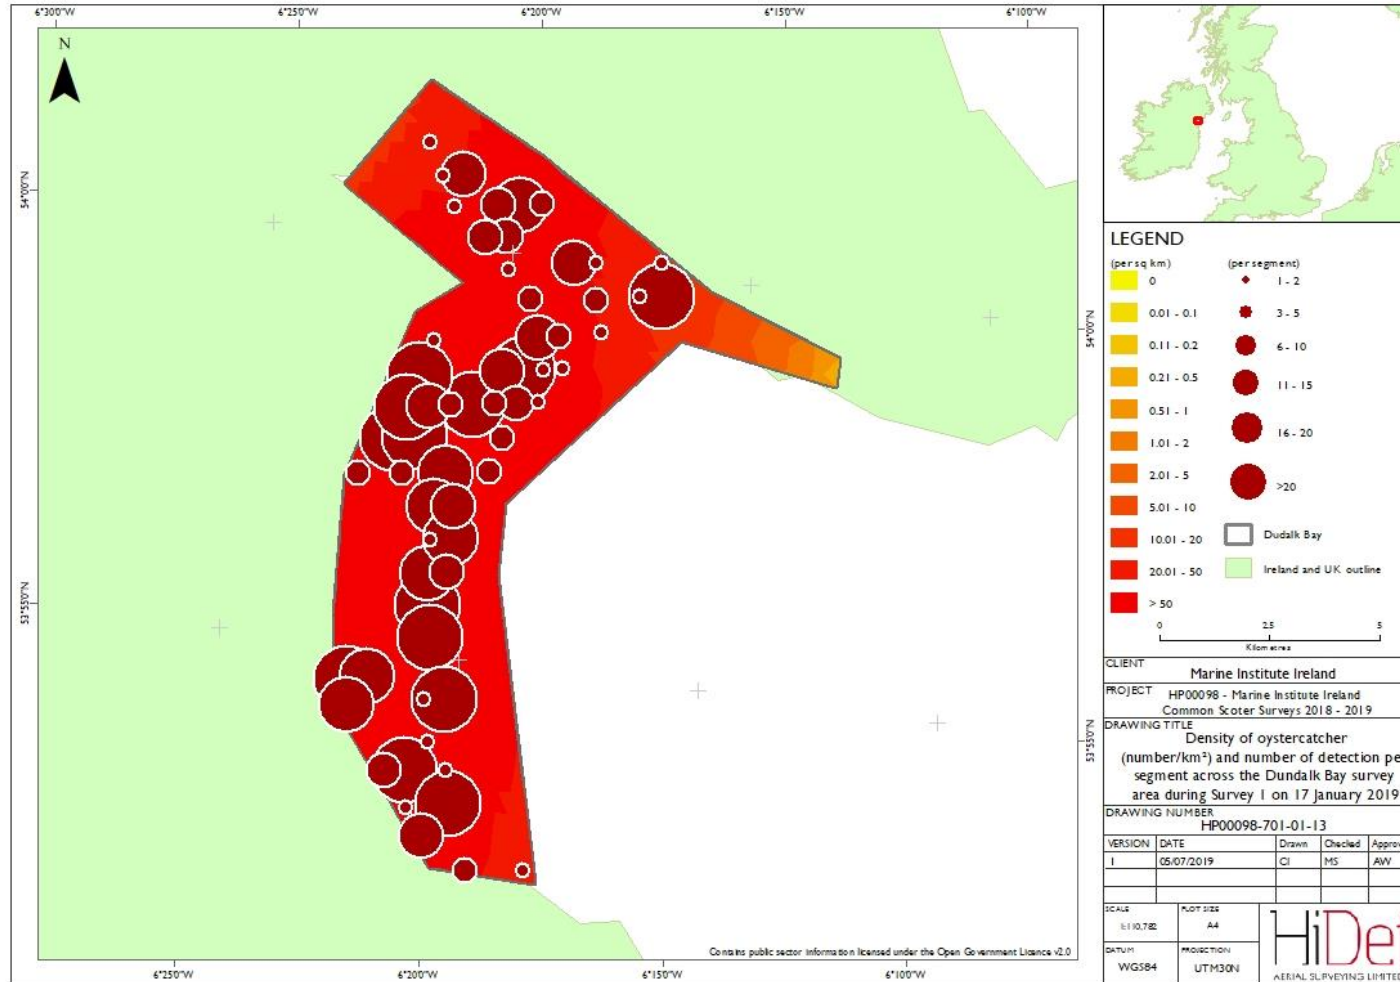 6°30'0"W 6°25'0"W 6°20'0"W 6°15'0"W 6°10'0"W
N
54°0'0"N
54°0'0"N
53°55'0"N
53°55'0"N
Contains public sector information licensed under the Open Government Licence v2.0
6°25'0"W 6°20'0"W 6°15'0"W 6°10'0"W
LEGEND
(per sq km) (per segment)
0 1 - 2
0.01 - 0.1 3 - 5
0.11 - 0.2 6 - 10
0.21 - 0.5 11 - 15
0.51 - 1
1.01 - 2 16 - 20
2.01 - 5 >20
5.01 - 10
10.01 - 20 Dudalk Bay
20.01 - 50 Ireland and UK outline
> 50
0 2.5 5
Kilometres
CLIENT
Marine Institute Ireland
PROJECT
HP00098 - Marine Institute Ireland
Common Scoter Surveys 2018 - 2019
DRAWING TITLE
Density of oystercatcher
(number/km²) and number of detection pe
segment across the Dundalk Bay survey
area during Survey 1 on 17 January 2019
DRAWING NUMBER
HP00098-701-01-13
VERSION DATE Drawn Checked Approv
1 05/07/2019 CI MS AW
SCALE PLOT SIZE
1:110,782 A4
DATUM PROJECTION
WGS84 UTM30N
HiDe
AERIAL SURVEYING LIMITED